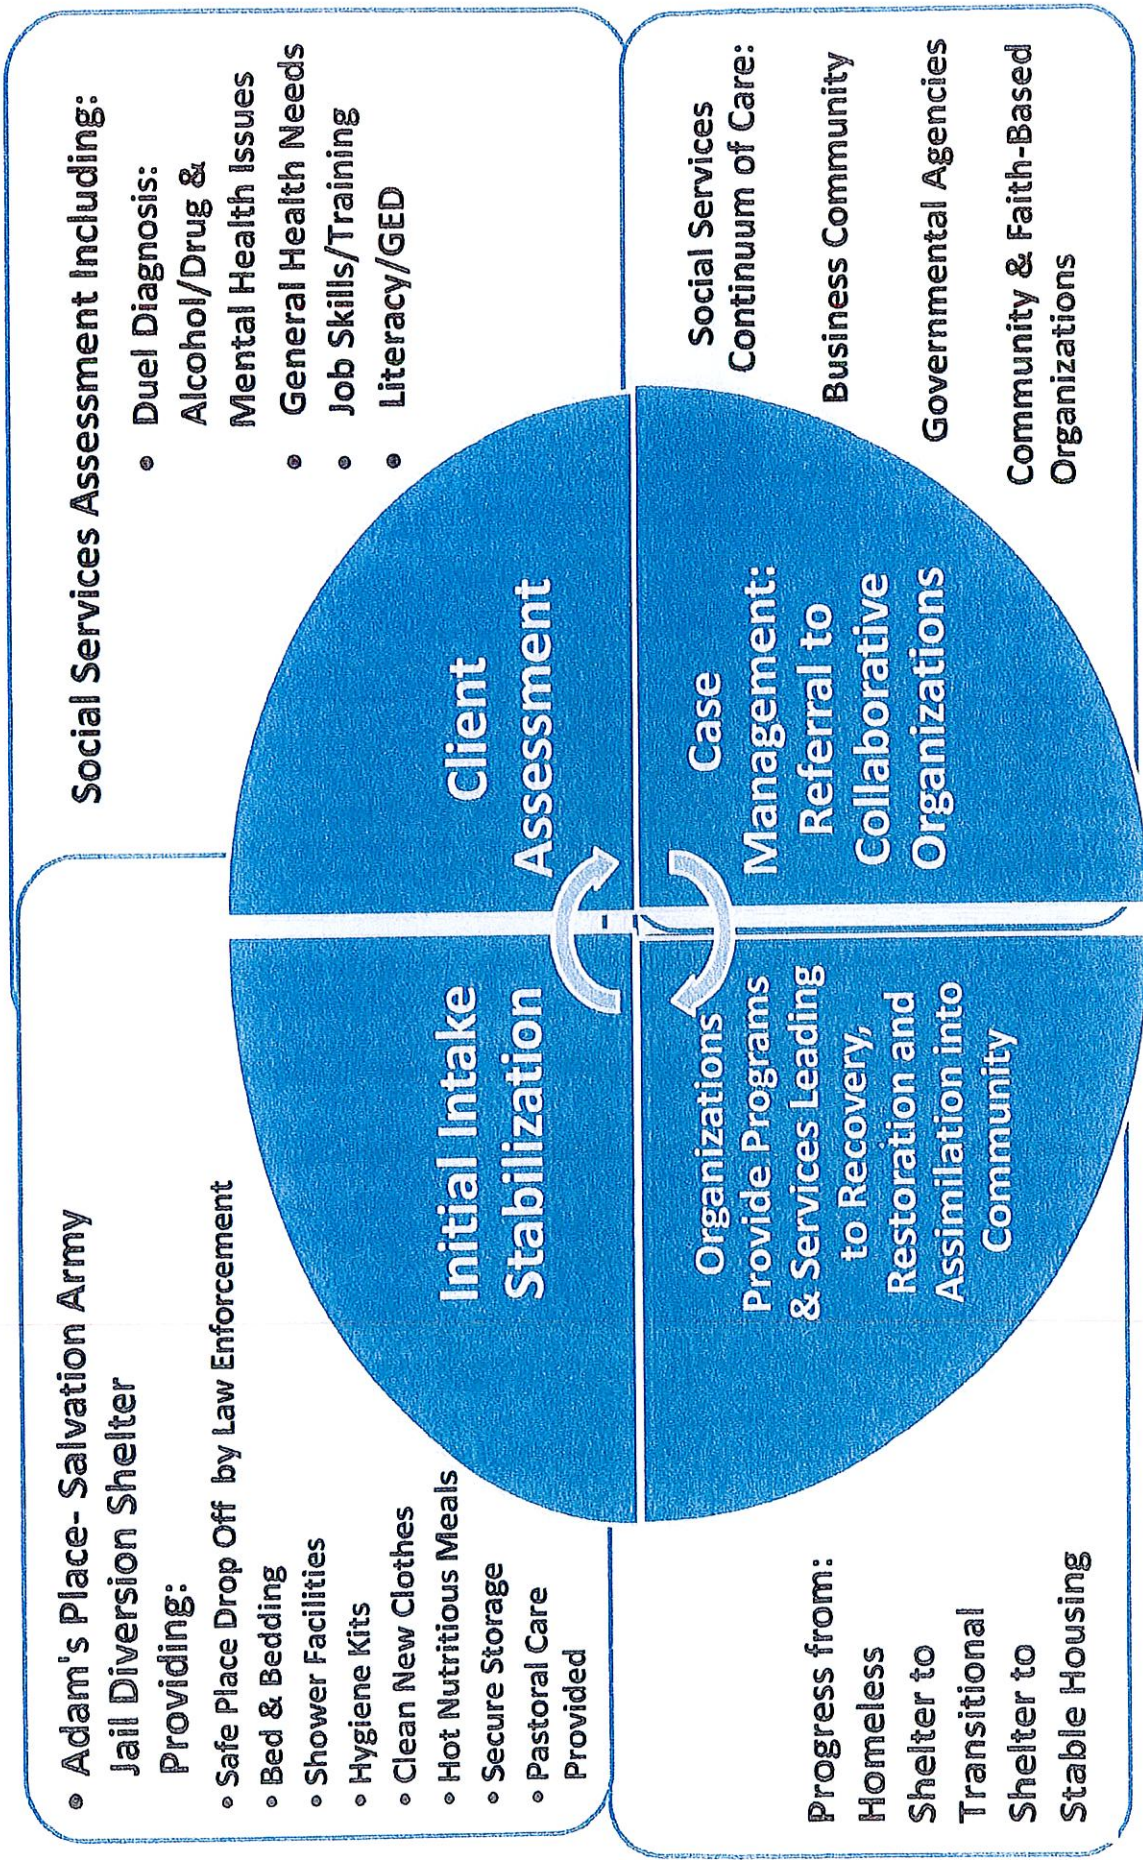 • Adam's Place- Salvation Army
Jail Diversion Shelter
Providing:
• Safe Place Drop Off by Law Enforcement
• Bed & Bedding
• Shower Facilities
• Hygiene Kits
• Clean New Clothes
• Hot Nutritious Meals
• Secure Storage
• Pastoral Care
Provided
Social Services Assessment Including:
• Duel Diagnosis:
Alcohol/Drug &
Mental Health Issues
• General Health Needs
• Job Skills/Training
• Literacy/GED
Initial Intake
Stabilization
Client
Assessment
Organizations
Provide Programs
& Services Leading
to Recovery,
Restoration and
Assimilation into
Community
Case
Management:
Referral to
Collaborative
Organizations
Progress from:
Homeless
Shelter to
Transitional
Shelter to
Stable Housing
Social Services
Continuum of Care:
Business Community
Governmental Agencies
Community & Faith-Based
Organizations